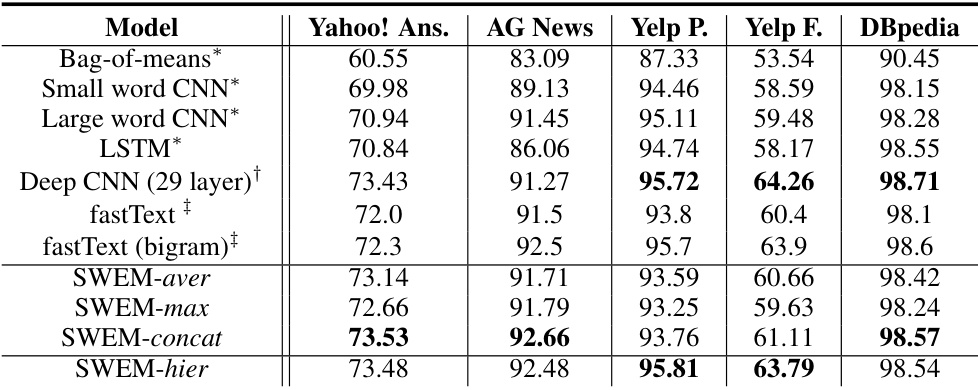 Model Yahoo! Ans. AG News Yelp P. Yelp F. DBpedia
Bag-of-means* 60.55 83.09 87.33 53.54 90.45
Small word CNN* 69.98 89.13 94.46 58.59 98.15
Large word CNN* 70.94 91.45 95.11 59.48 98.28
LSTM* 70.84 86.06 94.74 58.17 98.55
Deep CNN (29 layer)† 73.43 91.27 95.72 64.26 98.71
fastText ‡ 72.0 91.5 93.8 60.4 98.1
fastText (bigram)‡ 72.3 92.5 95.7 63.9 98.6
SWEM-aver 73.14 91.71 93.59 60.66 98.42
SWEM-max 72.66 91.79 93.25 59.63 98.24
SWEM-concat 73.53 92.66 93.76 61.11 98.57
SWEM-hier 73.48 92.48 95.81 63.79 98.54